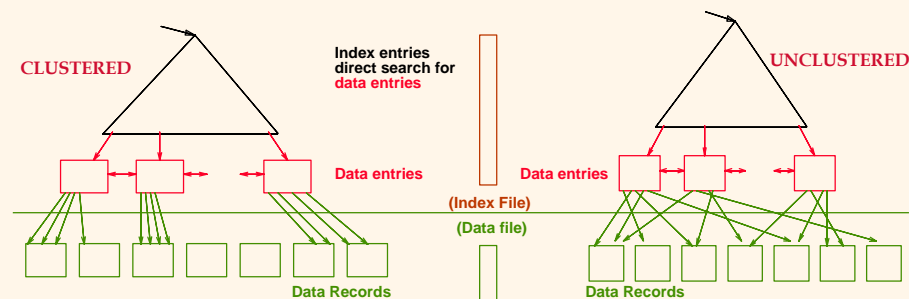 CLUSTERED
Index entries
direct search for
data entries
UNCLUSTERED
Data entries
Data entries
(Index File)
(Data file)
Data Records
Data Records